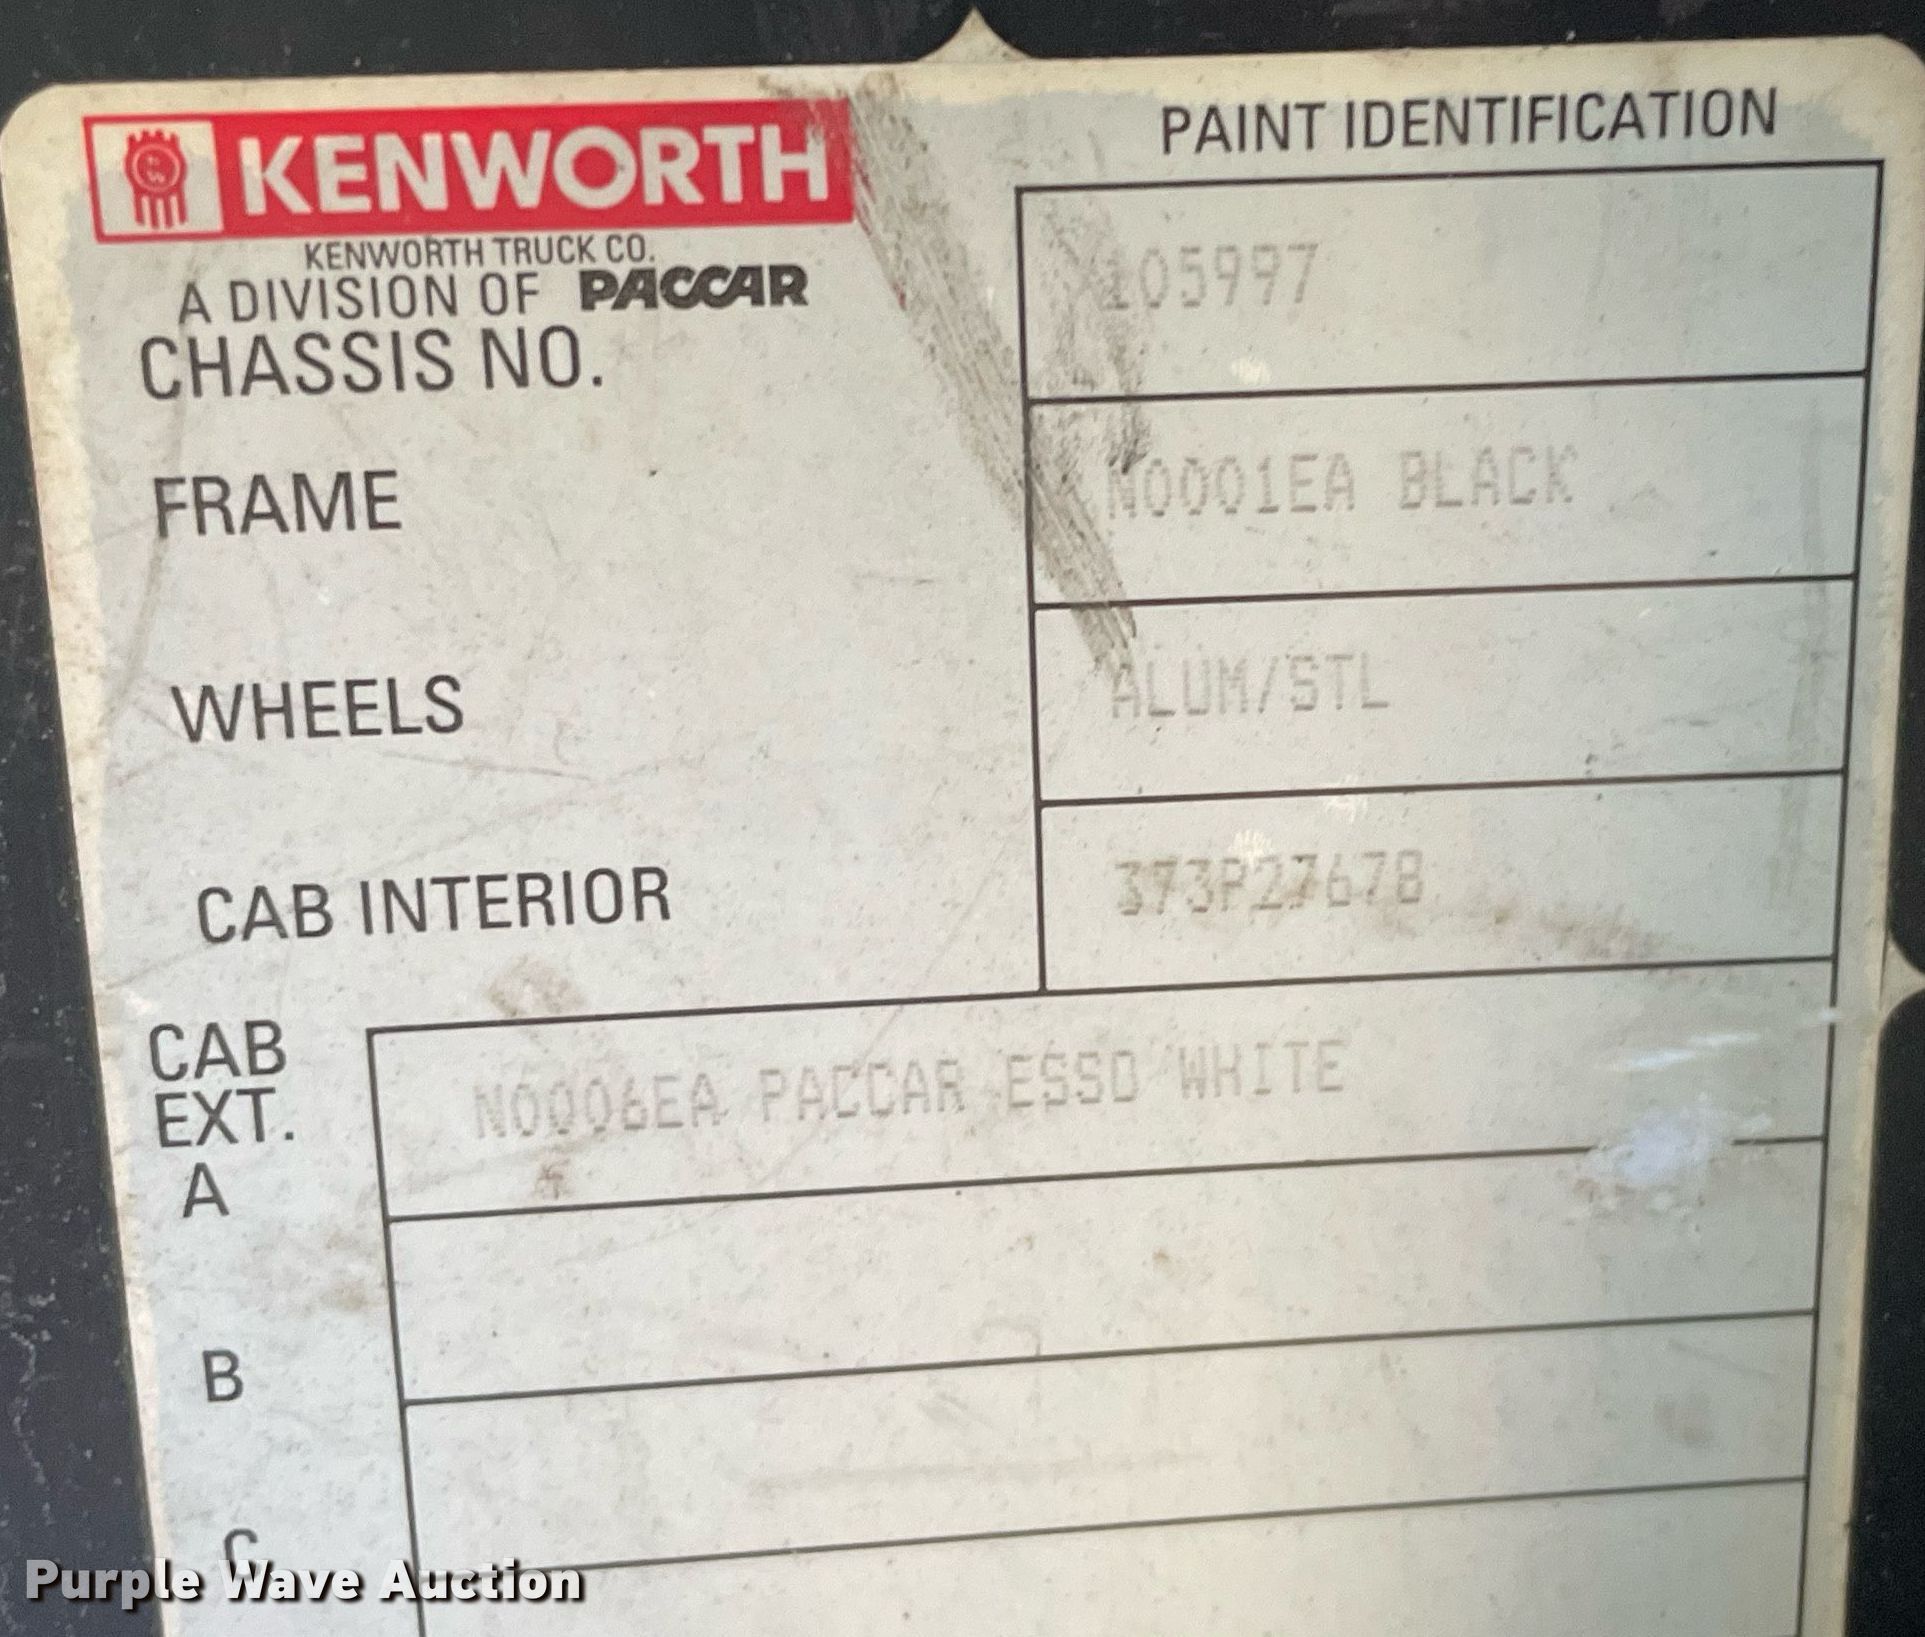 KENWORTH
KENWORTH TRUCK CO.
A DIVISION OF PACCAR
PAINT IDENTIFICATION
CHASSIS NO. 105997
FRAME N0001EA BLACK
WHEELS ALUM/STL
CAB INTERIOR 373P27678
CAB
EXT.
A
N0006EA PACCAR ESSD WHITE
B
C
Purple Wave Auction